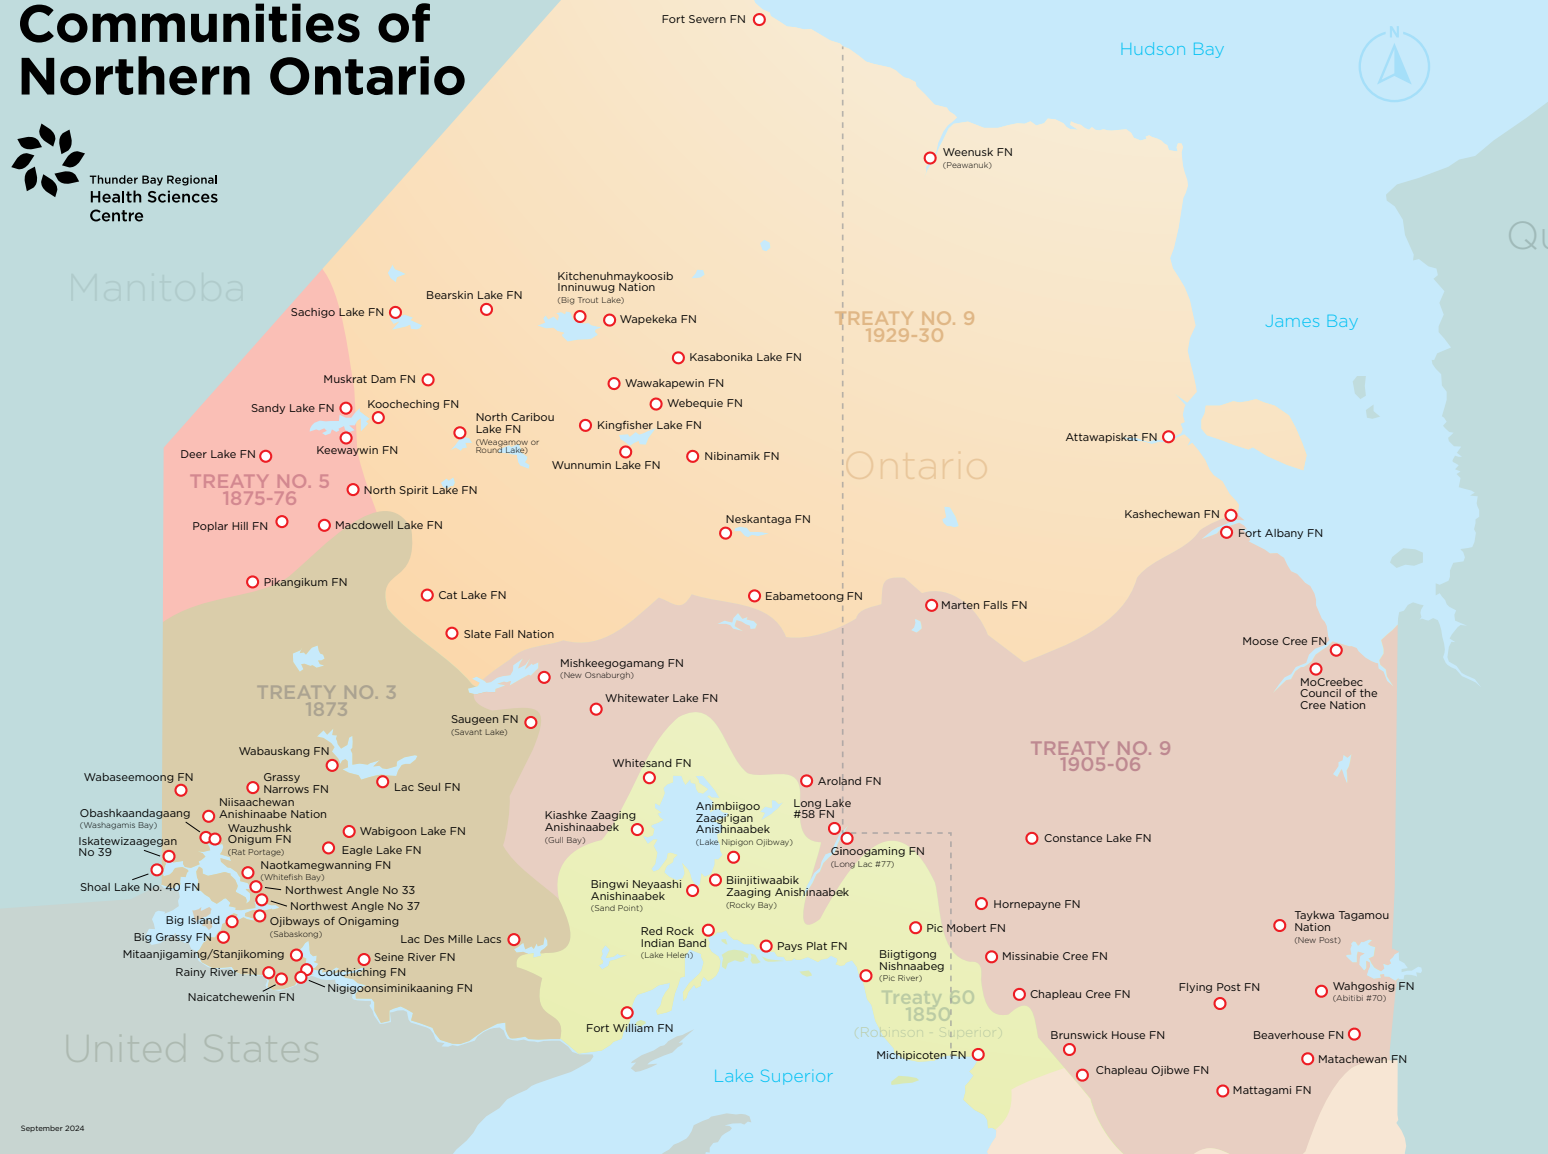 Communities of
Northern Ontario
Thunder Bay Regional
Health Sciences
Centre
Fort Severn FN
Hudson Bay
N
Weenusk FN
(Peawanuk)
Qu
Manitoba
Kitchenuhmaykoosib
Inninuwug Nation
(Big Trout Lake)
Bearskin Lake FN
Sachigo Lake FN
Wapekeka FN
TREATY NO. 9
1929-30
James Bay
Kasabonika Lake FN
Muskrat Dam FN
Wawakapewin FN
Sandy Lake FN
Koocheching FN
Webequie FN
North Caribou
Lake FN
(Weagamow or
Round Lake)
Kingfisher Lake FN
Attawapiskat FN
Keewaywin FN
Deer Lake FN
Wunnumin Lake FN
Nibinamik FN
Ontario
TREATY NO. 5
1875-76
North Spirit Lake FN
Poplar Hill FN
Macdowell Lake FN
Neskantaga FN
Kashechewan FN
Fort Albany FN
Pikangikum FN
Cat Lake FN
Eabametoong FN
Marten Falls FN
Slate Fall Nation
Moose Cree FN
Mishkeegogamang FN
(New Osnaburgh)
MoCreebec
Council of the
Cree Nation
TREATY NO. 3
1873
Whitewater Lake FN
Saugeen FN
(Savant Lake)
TREATY NO. 9
1905-06
Wabauskang FN
Whitesand FN
Wabaseemoong FN
Grassy
Narrows FN
Lac Seul FN
Aroland FN
Niisaachewan
Anishinaabe Nation
Obashkaandagaang
(Washagamis Bay)
Wauzhushk
Onigum FN
(Rat Portage)
Wabigoon Lake FN
Kiashke Zaaging
Anishinaabek
(Gull Bay)
Animbiigoo
Zaagi'igan
Anishinaabek
(Lake Nipigon Ojibway)
Long Lake
#58 FN
Iskatewizaagegan
No 39
Eagle Lake FN
Ginoogaming FN
(Long Lac #77)
Constance Lake FN
Naotkamegwanning FN
(Whitefish Bay)
Shoal Lake No. 40 FN
Northwest Angle No 33
Northwest Angle No 37
Bingwi Neyaashi
Anishinaabek
(Sand Point)
Biinjitiwaabik
Zaaging Anishinaabek
(Rocky Bay)
Hornepayne FN
Big Island
Ojibways of Onigaming
(Sabaskong)
Taykwa Tagamou
Nation
(New Post)
Big Grassy FN
Lac Des Mille Lacs
Red Rock
Indian Band
(Lake Helen)
Pays Plat FN
Pic Mobert FN
Mitaanjigaming/Stanjikoming
Seine River FN
Biigtigong
Nishnaabeg
(Pic River)
Missinabie Cree FN
Rainy River FN
Couchiching FN
Naicatchewenin FN
Nigigoonsiminikaaning FN
Treaty 60
1850
(Robinson - Superior)
Chapleau Cree FN
Flying Post FN
Wahgoshig FN
(Abitibi #70)
Fort William FN
Brunswick House FN
Beaverhouse FN
United States
Michipicoten FN
Matachewan FN
Lake Superior
Chapleau Ojibwe FN
Mattagami FN
September 2024